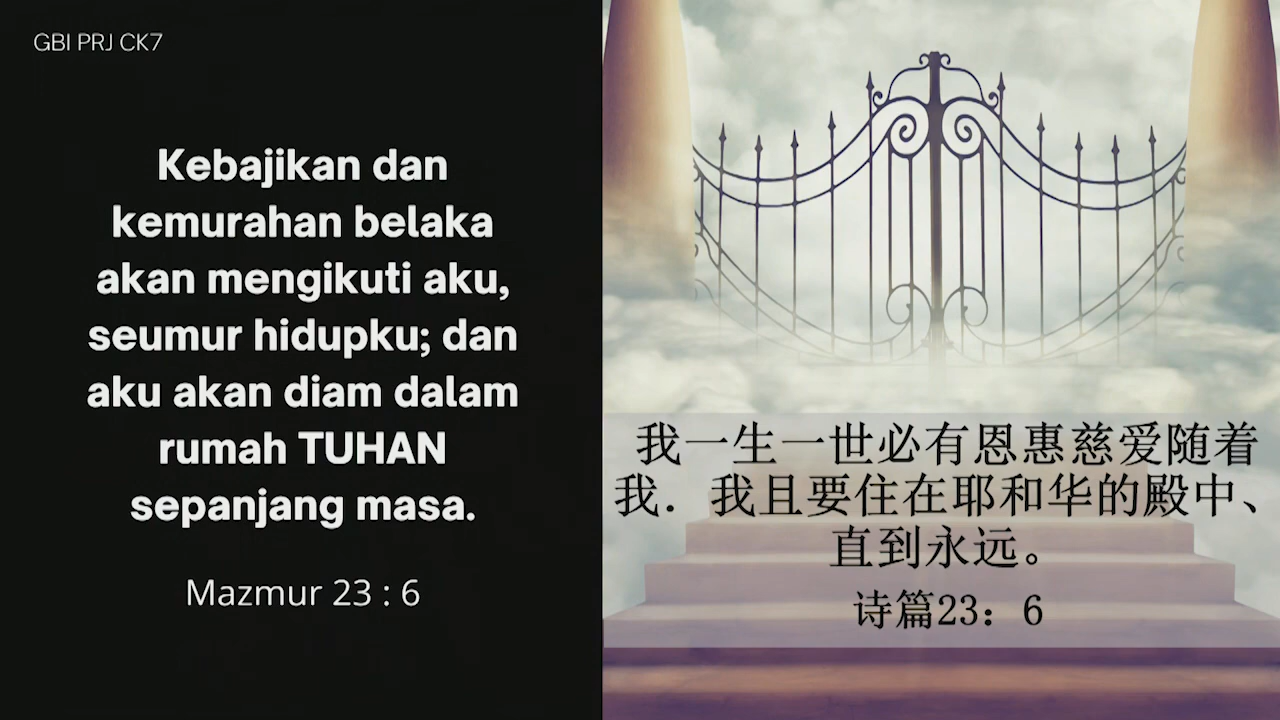 GBI PRJ CK7
Kebajikan dan
kemurahan belaka
akan mengikuti aku,
seumur hidupku; dan
aku akan diam dalam
rumah TUHAN
sepanjang masa.
Mazmur 23 : 6
我一生一世必有恩惠慈爱随着
我．我且要住在耶和华的殿中、
直到永远。
诗篇23：6